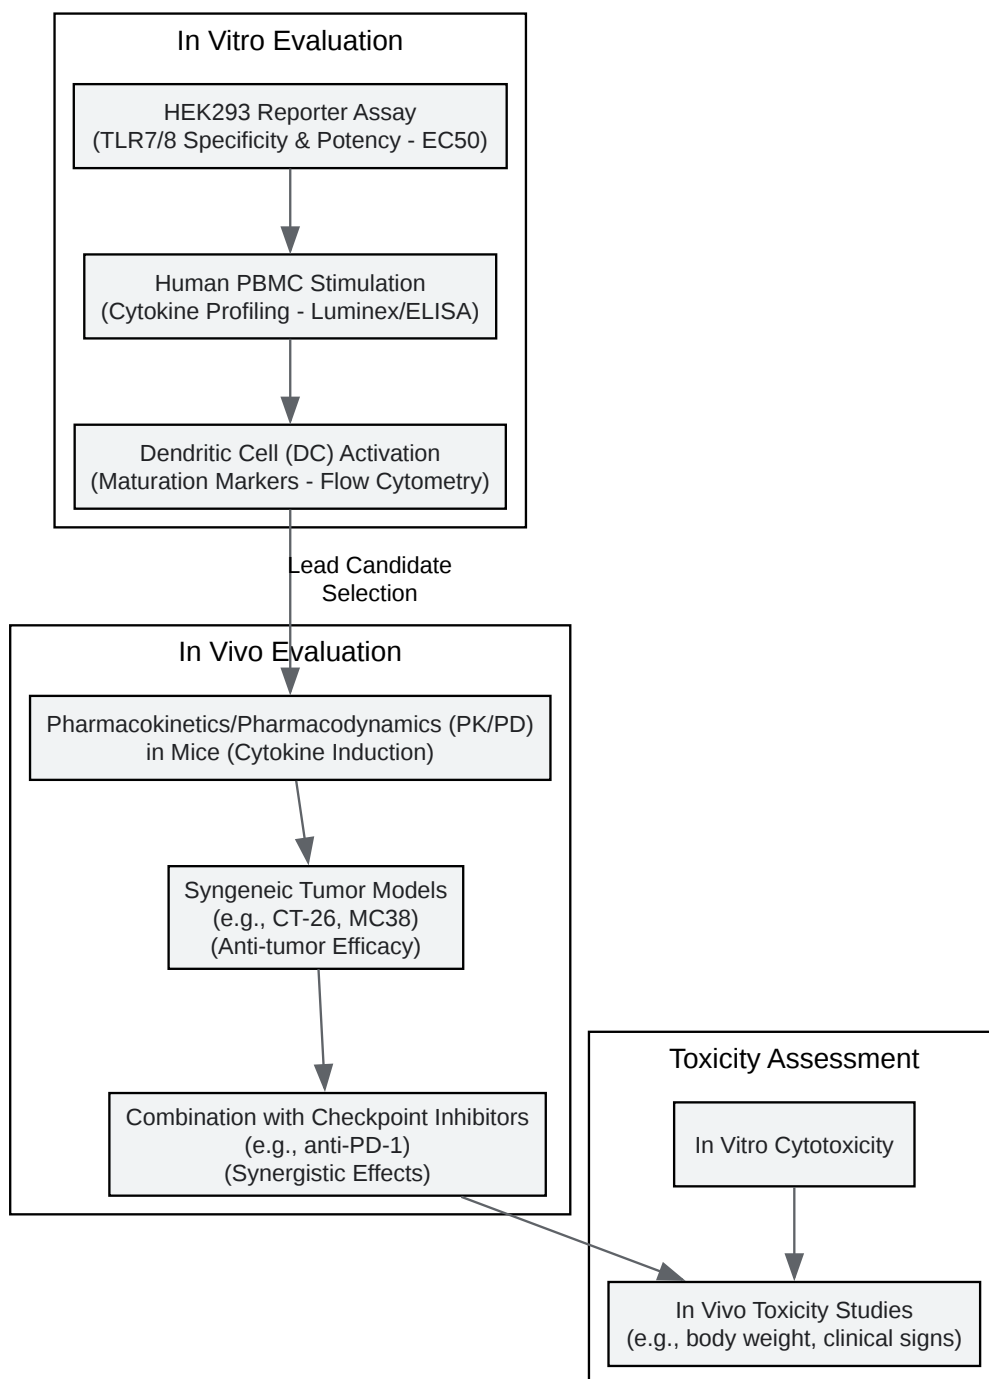 In Vitro Evaluation
HEK293 Reporter Assay
(TLR7/8 Specificity & Potency - EC50)
Human PBMC Stimulation
(Cytokine Profiling - Luminex/ELISA)
Dendritic Cell (DC) Activation
(Maturation Markers - Flow Cytometry)
Lead Candidate
Selection
In Vivo Evaluation
Pharmacokinetics/Pharmacodynamics (PK/PD)
in Mice (Cytokine Induction)
Syngeneic Tumor Models
(e.g., CT-26, MC38)
(Anti-tumor Efficacy)
Combination with Checkpoint Inhibitors
(e.g., anti-PD-1)
(Synergistic Effects)
Toxicity Assessment
In Vitro Cytotoxicity
In Vivo Toxicity Studies
(e.g., body weight, clinical signs)